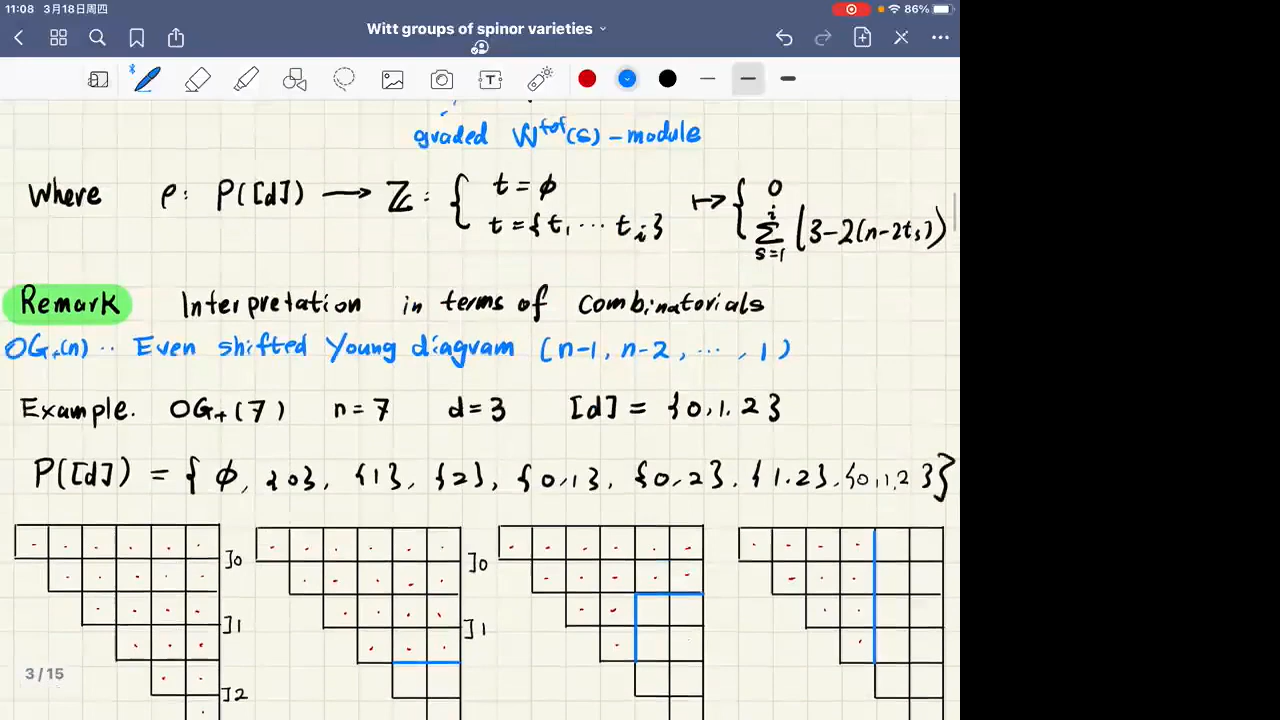 11:08 3月18日周四
86%
Witt groups of spinor varieties
graded W^tot(S) - module
Where ρ: P([d]) ⟶ ℤ : { t = ϕ ↦ { 0
t = {t, ⋯ t_i} ∑_{s=1}^{i} (3-2(n-2t_s))
Remark Interpretation in terms of combinatorials
OG₊(n) ·· Even shifted Young diagram (n-1, n-2, ⋯, 1)
Example. OG₊(7) n=7 d=3 [d] = {0,1,2}
P([d]) = { ϕ, {0}, {1}, {2}, {0,1}, {0,2}, {1,2}, {0,1,2}}
]0 ]0
]1 ]1
3/15
]2